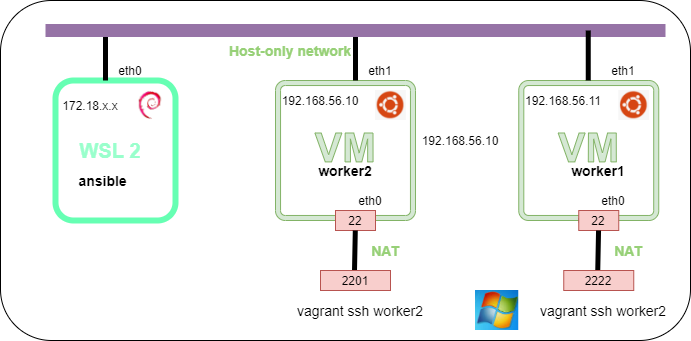 Host-only network
eth0
eth1
eth1
172.18.x.x
192.168.56.10
192.168.56.11
WSL 2
VM
192.168.56.10
VM
ansible
worker2
worker1
eth0
eth0
22
22
NAT
NAT
2201
2222
vagrant ssh worker2
vagrant ssh worker2